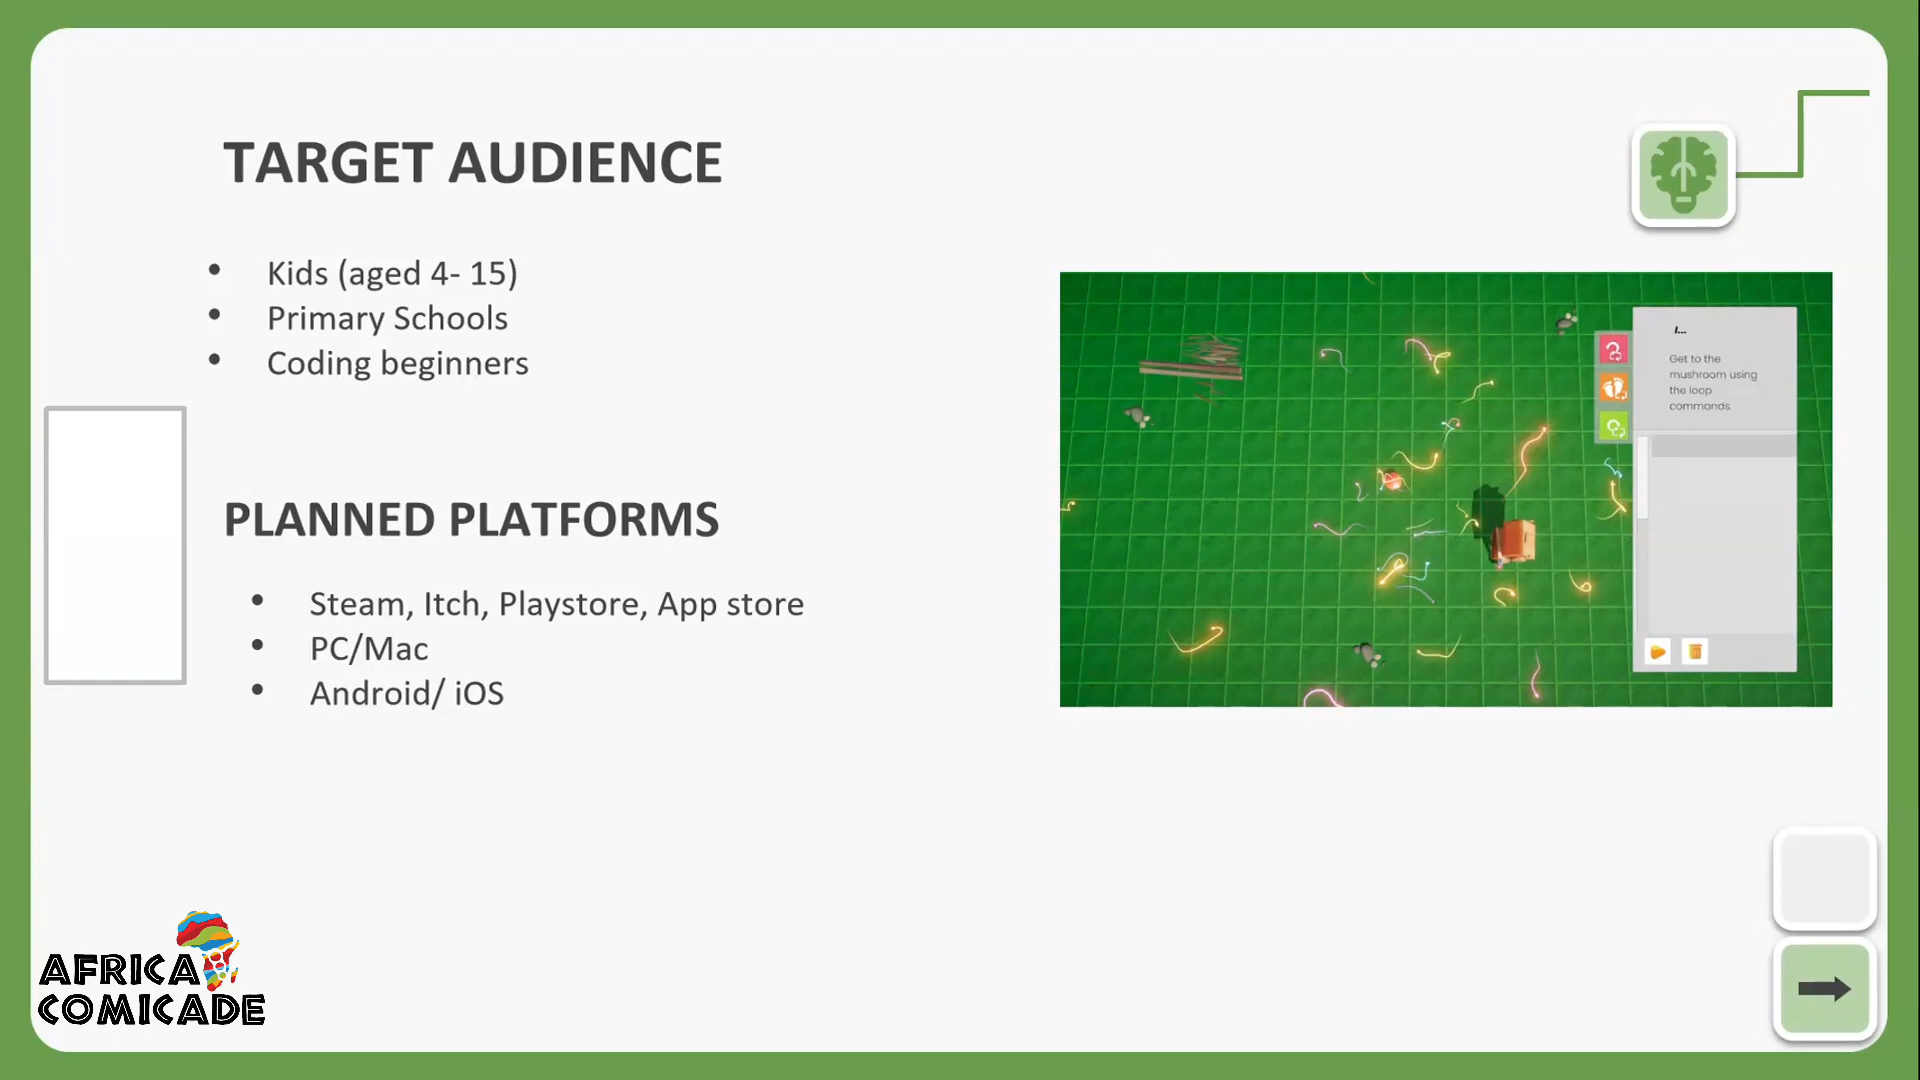 TARGET AUDIENCE
• Kids (aged 4- 15)
• Primary Schools
• Coding beginners
PLANNED PLATFORMS
• Steam, Itch, Playstore, App store
• PC/Mac
• Android/ iOS
I...
Get to the
mushroom using
the loop
commands.
AFRICA
COMICADE